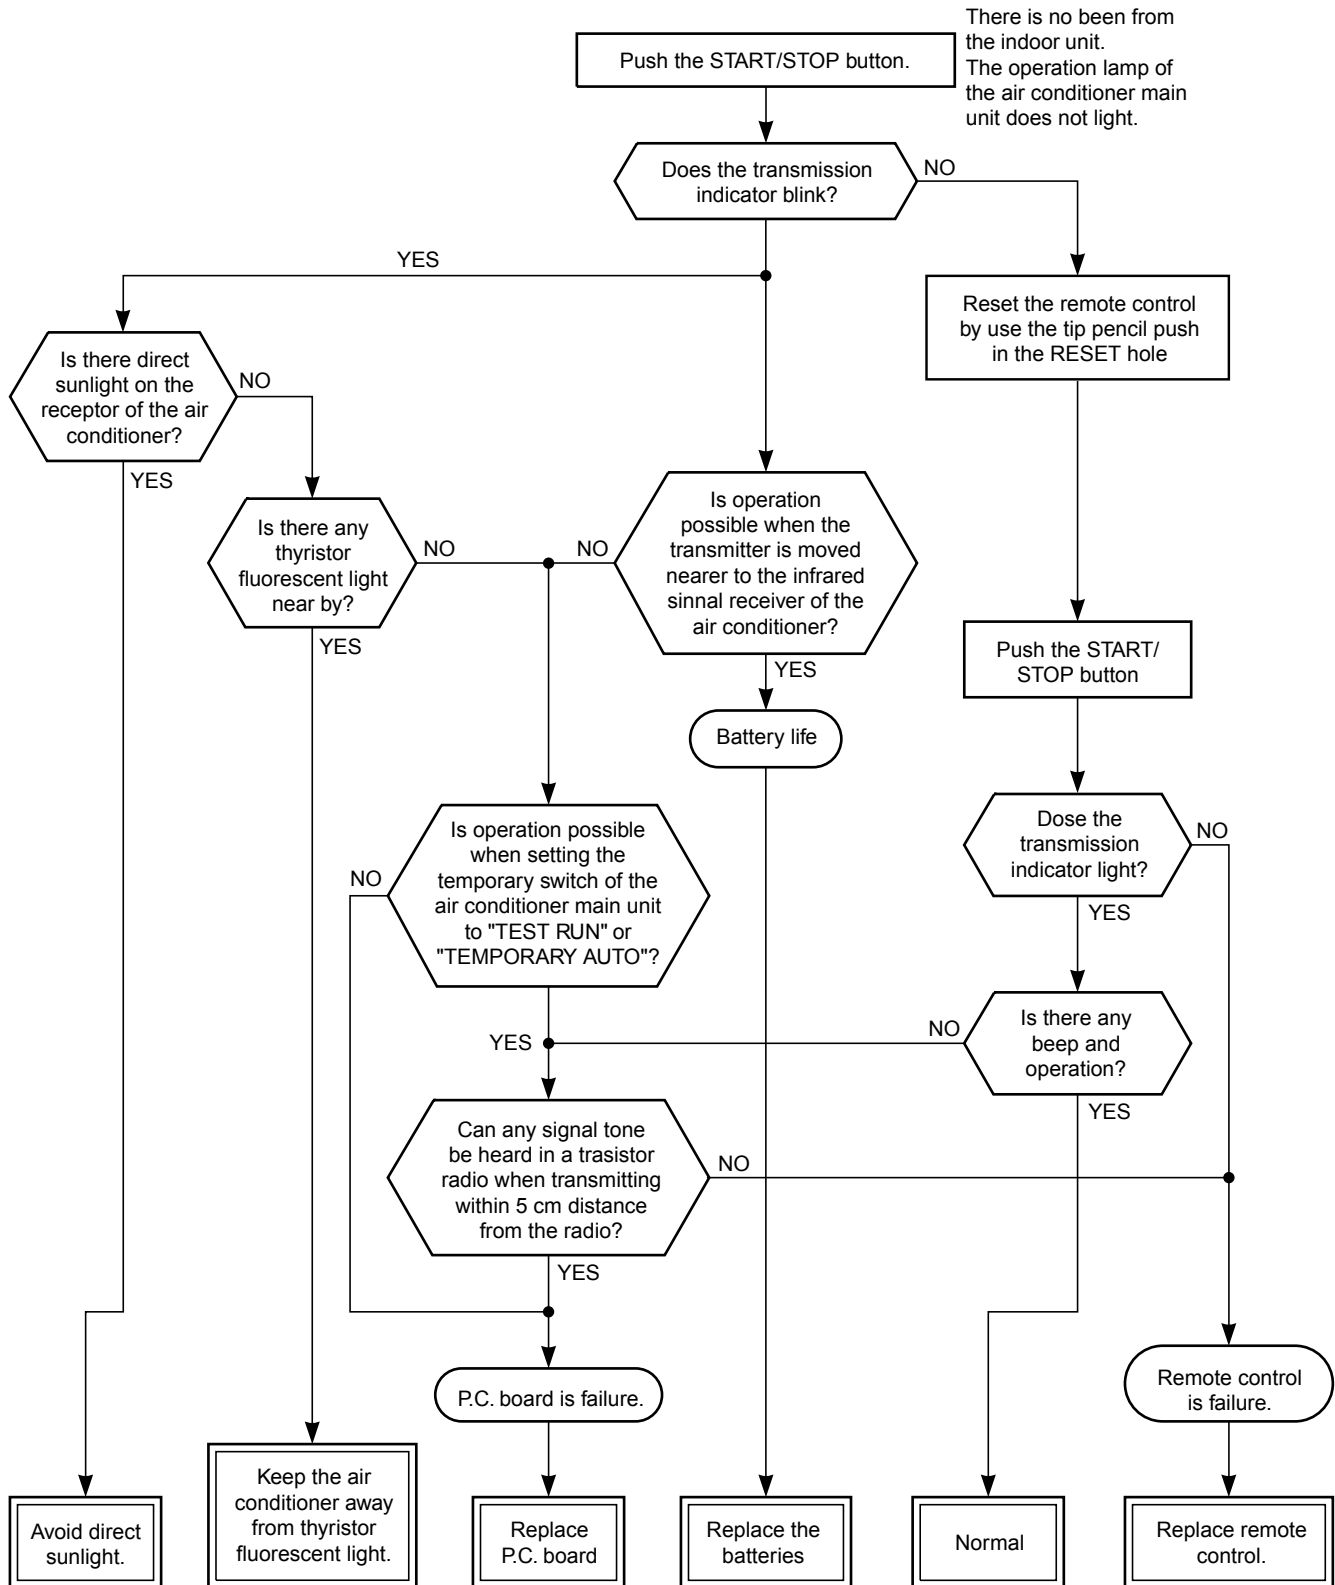 There is no been from
the indoor unit.
The operation lamp of
the air conditioner main
unit does not light.
Push the START/STOP button.
Does the transmission
indicator blink?
NO
YES
Reset the remote control
by use the tip pencil push
in the RESET hole
Is there direct
sunlight on the
receptor of the air
conditioner?
NO
YES
Is there any
thyristor
fluorescent light
near by?
NO
YES
NO
Is operation
possible when the
transmitter is moved
nearer to the infrared
sinnal receiver of the
air conditioner?
YES
Push the START/
STOP button
Battery life
Is operation possible
when setting the
temporary switch of the
air conditioner main unit
to "TEST RUN" or
"TEMPORARY AUTO"?
NO
YES
Dose the
transmission
indicator light?
NO
YES
Is there any
beep and
operation?
NO
YES
Can any signal tone
be heard in a trasistor
radio when transmitting
within 5 cm distance
from the radio?
NO
YES
P.C. board is failure.
Remote control
is failure.
Avoid direct
sunlight.
Keep the air
conditioner away
from thyristor
fluorescent light.
Replace
P.C. board
Replace the
batteries
Normal
Replace remote
control.